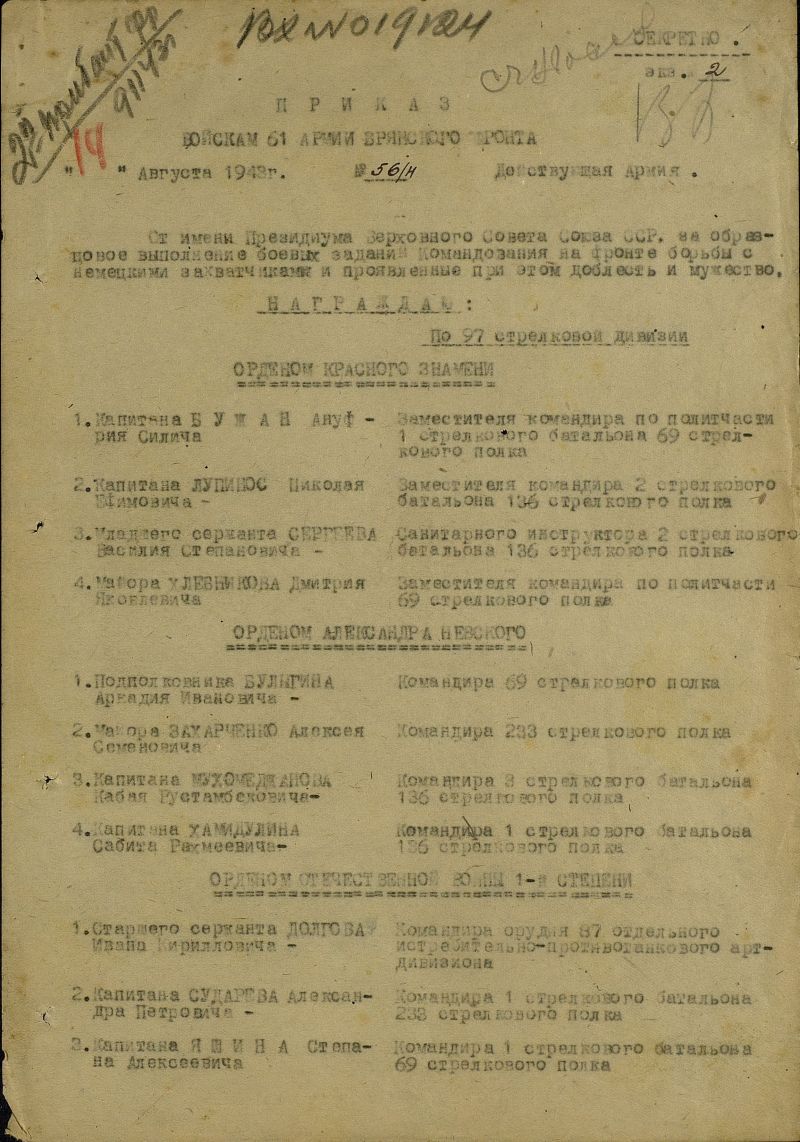 ВХ №019124
СЕКРЕТНО.
экз. 2
ПРИКАЗ
ВОЙСКАМ 61 АРМИИ БРЯНСКОГО ФРОНТА
"14" Августа 1943г. № 56/н Действующая Армия.
От имени Президиума Верховного Совета Союза ССР, за образ-
цовое выполнение боевых заданий Командования на фронте борьбы с
немецкими захватчиками и проявленные при этом доблесть и мужество,
НАГРАЖДАЮ:
По 97 стрелковой дивизии
ОРДЕНОМ КРАСНОГО ЗНАМЕНИ
1.Капитана БУЖАН Ануф - Заместителя командира по политчасти
рия Силича 1 стрелкового батальона 69 стрел-
кового полка
2.Капитана ЛУПИНОС Николая Заместителя командира 2 стрелкового
Ефимовича - батальона 136 стрелкового полка
3.Младшего сержанта СЕРГЕЕВА Санитарного инструктора 2 стрелкового
Василия Степановича - батальона 136 стрелкового полка
4.Майора ХЛЕВНИКОВА Дмитрия Заместителя командира по политчасти
Яковлевича 69 стрелкового полка
ОРДЕНОМ АЛЕКСАНДРА НЕВСКОГО
1.Подполковника БУЛЫГИНА Командира 69 стрелкового полка
Аркадия Ивановича -
2.Майора ЗАХАРЧЕНКО Алексея Командира 233 стрелкового полка
Семеновича
3.Капитана МУХОМЕДЖАНОВА Командира 3 стрелкового батальона
Кабая Рустамбековича- 136 стрелкового полка
4.Капитана ХАМИДУЛИНА Командира 1 стрелкового батальона
Сабита Рахмеевича- 136 стрелкового полка
ОРДЕНОМ ОТЕЧЕСТВЕННОЙ ВОЙНЫ 1-й СТЕПЕНИ
1.Старшего сержанта ДОЛГОВА Командира орудия 87 отдельного
Ивана Кирилловича - истребительно-противотанкового арт-
дивизиона
2.Капитана СУДАРЕВА Алексан- Командира 1 стрелкового батальона
дра Петровича - 233 стрелкового полка
3.Капитана ЯШИНА Степа- Командира 1 стрелкового батальона
на Алексеевича 69 стрелкового полка